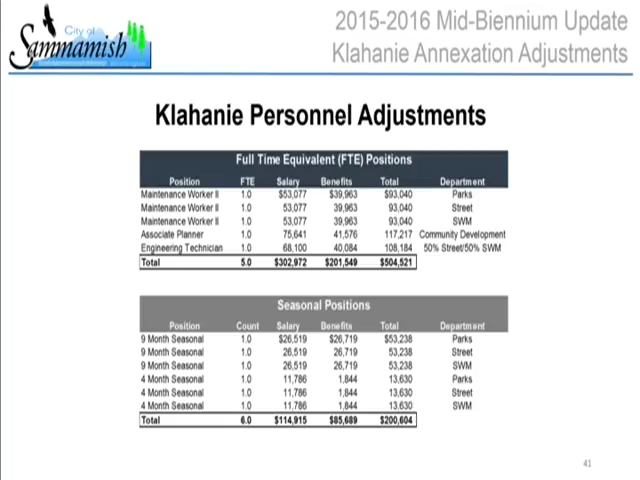 City of
Sammamish
2015-2016 Mid-Biennium Update
Klahanie Annexation Adjustments
Klahanie Personnel Adjustments
Full Time Equivalent (FTE) Positions
Position FTE Salary Benefits Total Department
Maintenance Worker II 1.0 $53,077 $39,963 $93,040 Parks
Maintenance Worker II 1.0 53,077 39,963 93,040 Street
Maintenance Worker II 1.0 53,077 39,963 93,040 SWM
Associate Planner 1.0 75,641 41,576 117,217 Community Development
Engineering Technician 1.0 68,100 40,084 108,184 50% Street/50% SWM
Total 5.0 $302,972 $201,549 $504,521
Seasonal Positions
Position Count Salary Benefits Total Department
9 Month Seasonal 1.0 $26,519 $26,719 $53,238 Parks
9 Month Seasonal 1.0 26,519 26,719 53,238 Street
9 Month Seasonal 1.0 26,519 26,719 53,238 SWM
4 Month Seasonal 1.0 11,786 1,844 13,630 Parks
4 Month Seasonal 1.0 11,786 1,844 13,630 Street
4 Month Seasonal 1.0 11,786 1,844 13,630 SWM
Total 6.0 $114,915 $85,689 $200,604
41